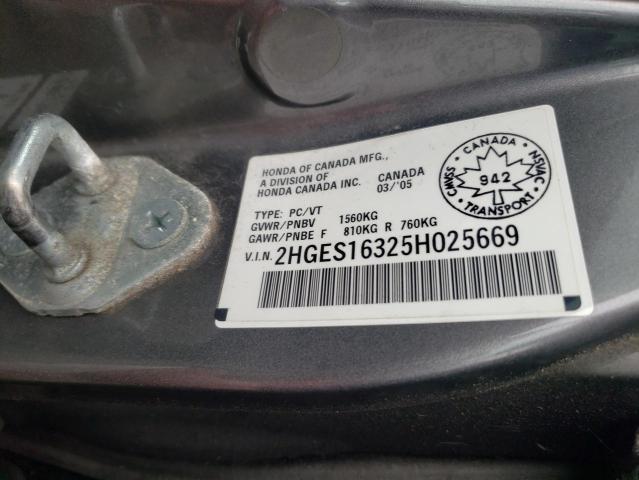 HONDA OF CANADA MFG.,
A DIVISION OF
HONDA CANADA INC. CANADA
03/'05
TYPE: PC/VT
GVWR/PNBV 1560KG
GAWR/PNBE F 810KG R 760KG
V.I.N. 2HGES16325H025669
CANADA
CMVSS 942 NSVAC
TRANSPORT